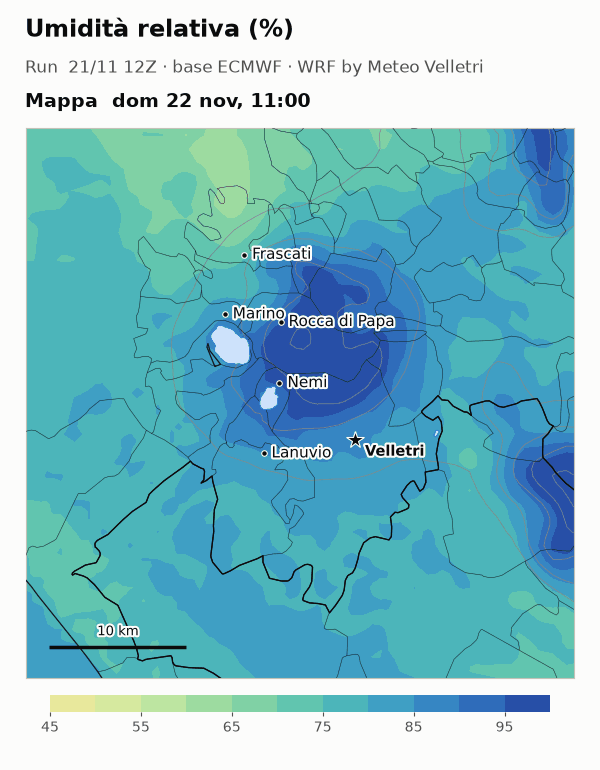 Umidità relativa (%)
Run  21/11 12Z · base ECMWF · WRF by Meteo Velletri
Mappa  dom 22 nov, 11:00
Frascati
Marino
Rocca di Papa
Nemi
Velletri
Lanuvio
10 km
45 55 65 75 85 95